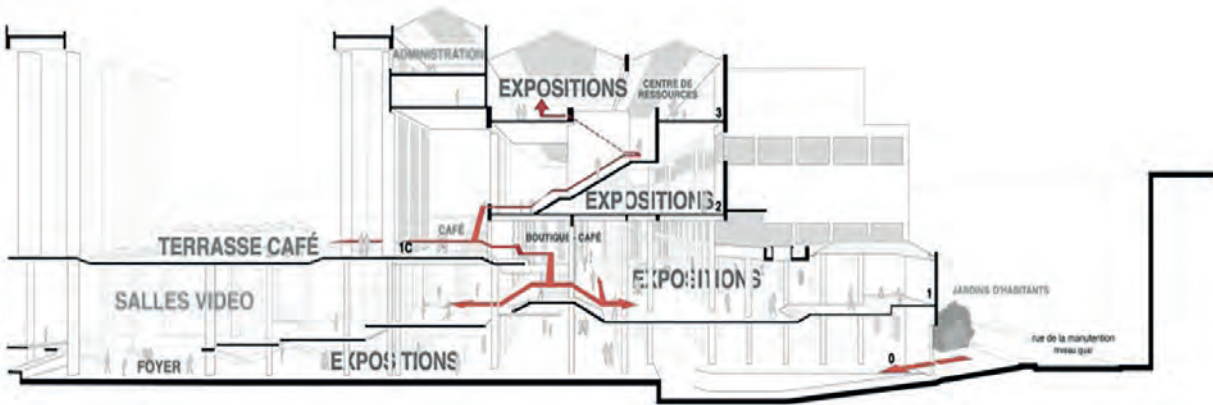 ADMINISTRATION
EXPOSITIONS
CENTRE DE
RESSOURCES
3
EXPOSITIONS
2
CAFÉ
BOUTIQUE - CAFÉ
TERRASSE CAFÉ
1C
EXPOSITIONS
SALLES VIDEO
1
JARDINS D'HABITANTS
rue de la manutention
niveau quai
FOYER
EXPOSITIONS
0